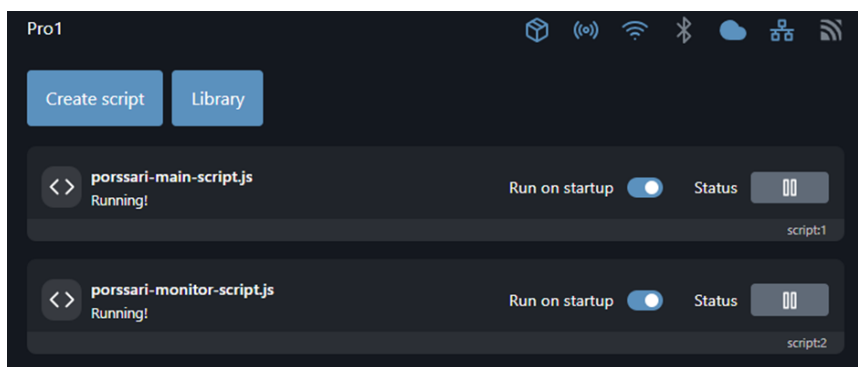 Pro1
Create script
Library
porssari-main-script.js
Running!
Run on startup
Status
script:1
porssari-monitor-script.js
Running!
Run on startup
Status
script:2